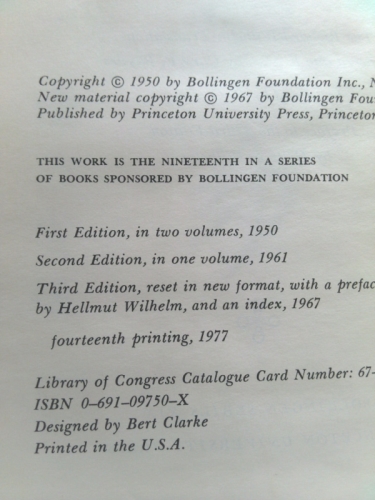 Copyright © 1950 by Bollingen Foundation Inc.,
New material copyright © 1967 by Bollingen
Published by Princeton University Press,
THIS WORK IS THE NINETEENTH IN A SERIES
OF BOOKS SPONSORED BY BOLLINGEN FOUNDATION
First Edition, in two volumes, 1950
Second Edition, in one volume, 1961
Third Edition, reset in new format, with a
by Hellmut Wilhelm, and an index, 1967
fourteenth printing, 1977
Library of Congress Catalogue Card Number: 67-
ISBN 0-691-09750-X
Designed by Bert Clarke
Printed in the U.S.A.